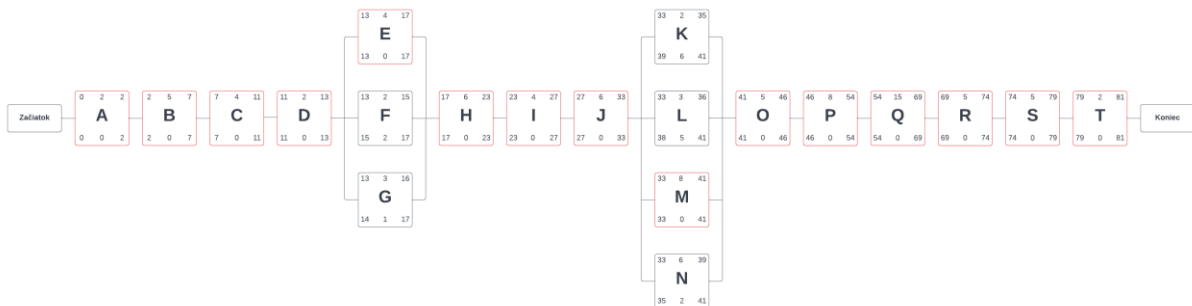 Začiatok
0 2 2
A
0 0 2
2 5 7
B
2 0 7
7 4 11
C
7 0 11
11 2 13
D
11 0 13
13 4 17
E
13 0 17
13 2 15
F
15 2 17
13 3 16
G
14 1 17
17 6 23
H
17 0 23
23 4 27
I
23 0 27
27 6 33
J
27 0 33
33 2 35
K
39 6 41
33 3 36
L
38 5 41
33 8 41
M
33 0 41
33 6 39
N
35 2 41
41 5 46
O
41 0 46
46 8 54
P
46 0 54
54 15 69
Q
54 0 69
69 5 74
R
69 0 74
74 5 79
S
74 0 79
79 2 81
T
79 0 81
Koniec